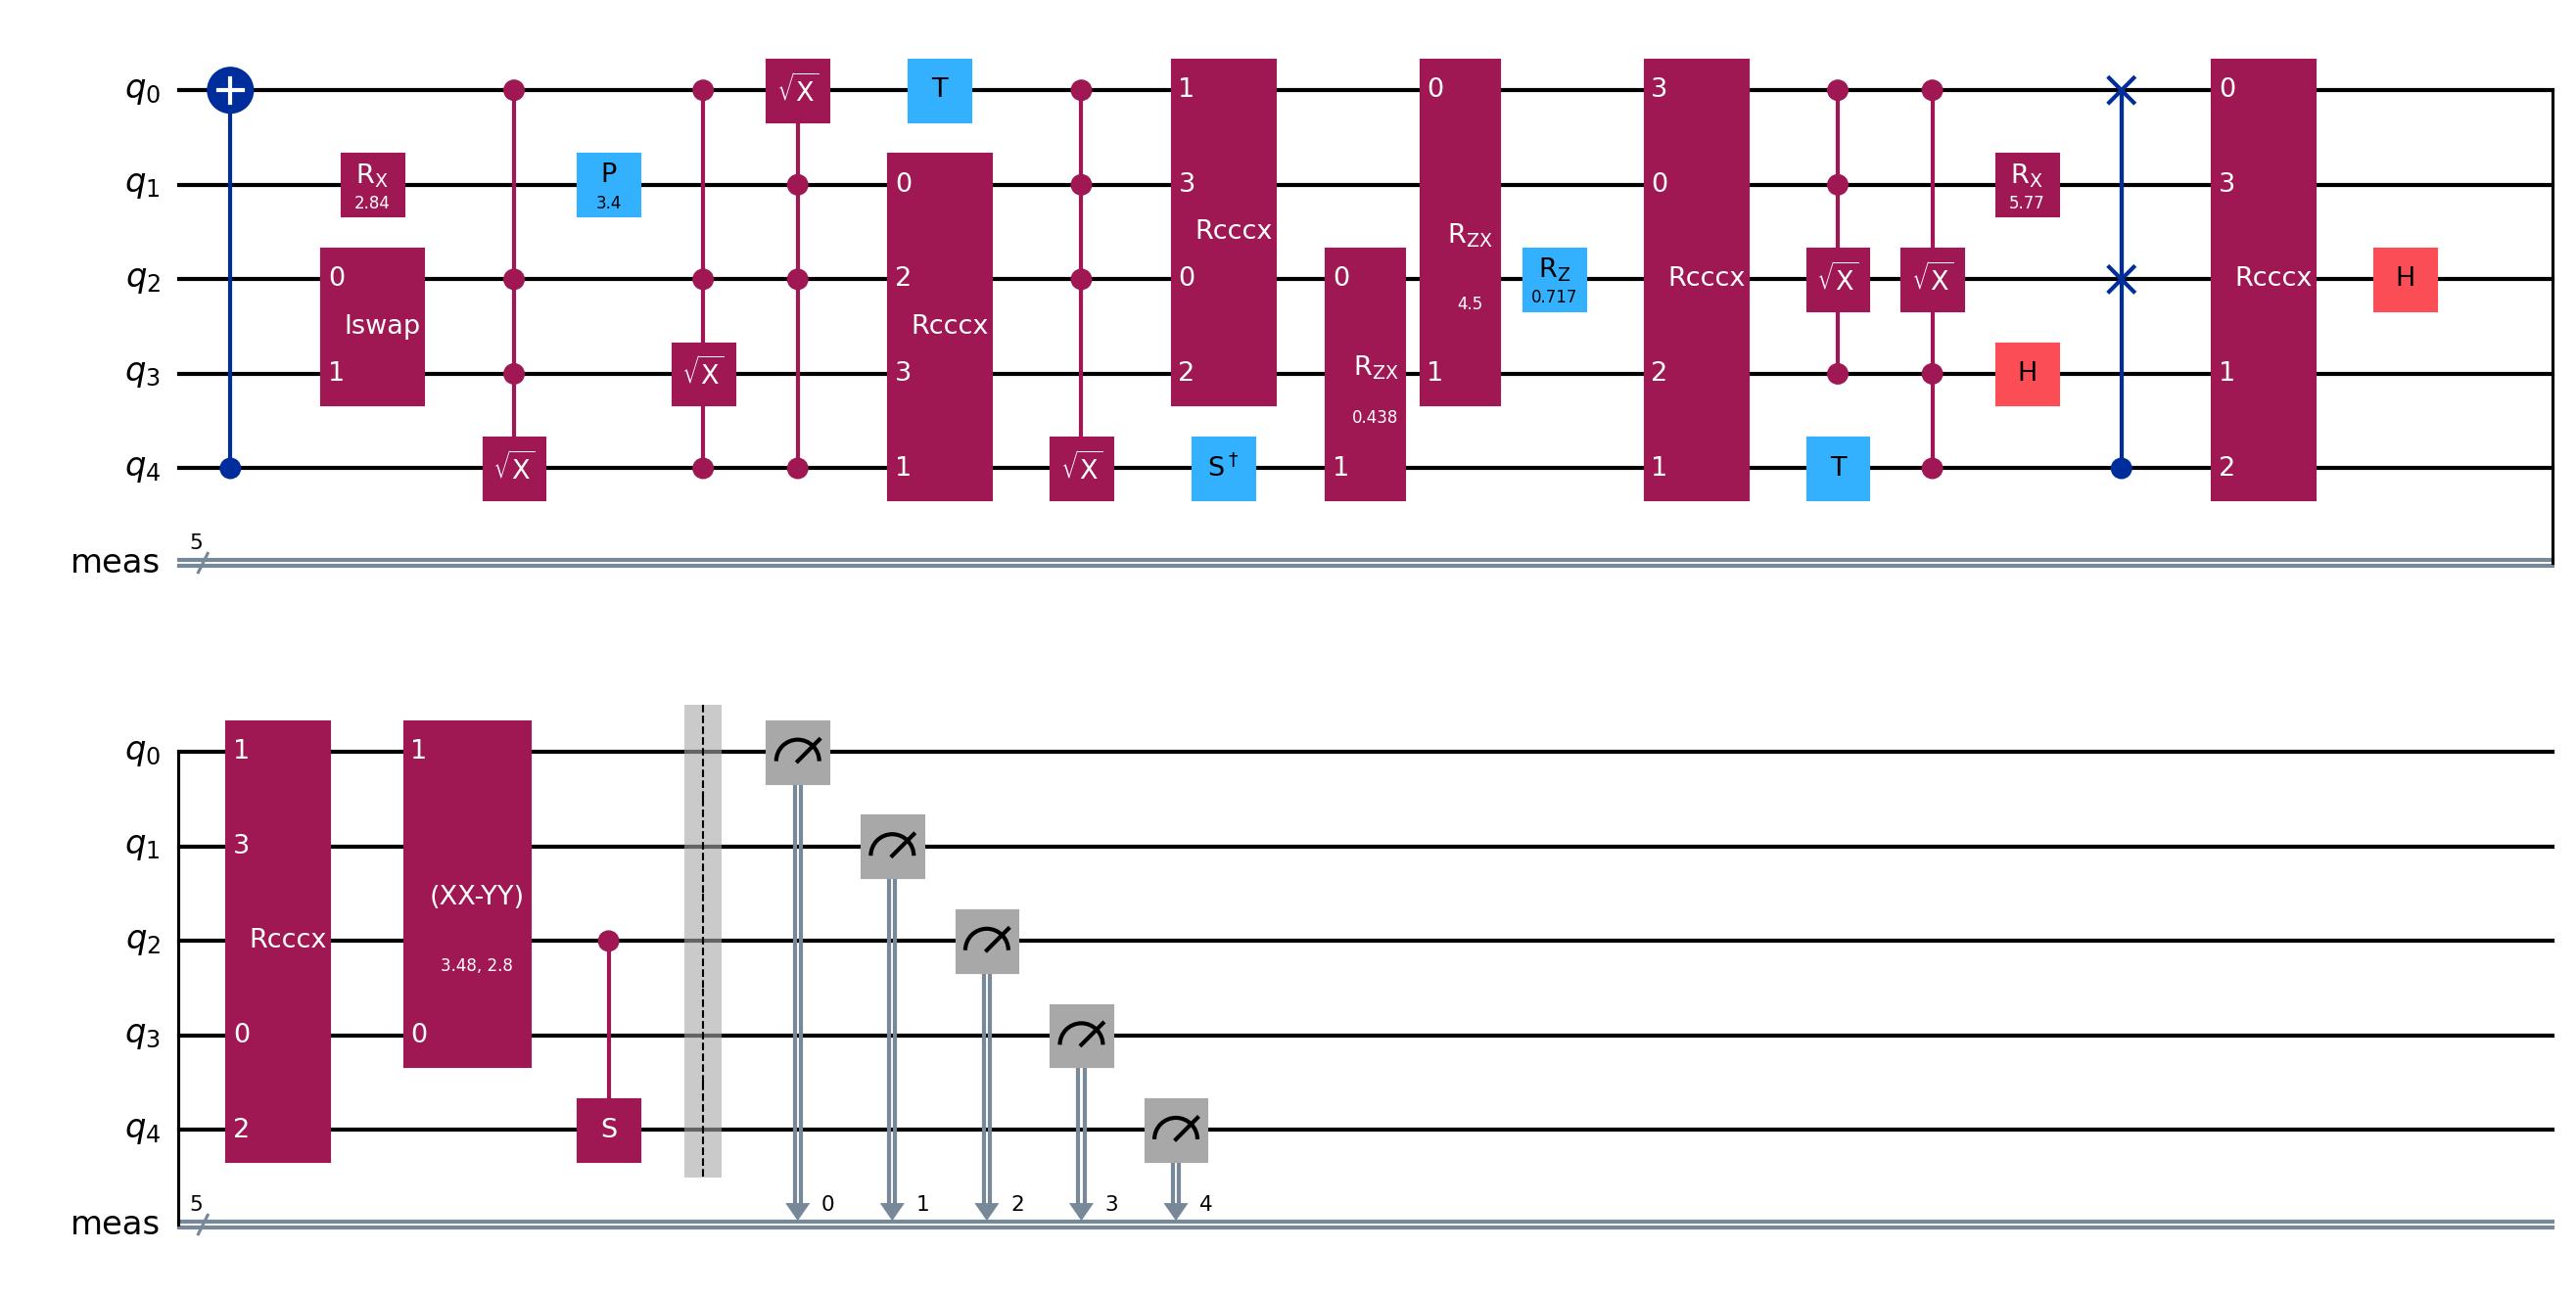 q0 √X T 1 0 3 0
q1 RX 2.84 P 3.4 0 3 Rcccx 0 RX 5.77 3
q2 0 2 0 0 RZX 4.5 RZ 0.717 Rcccx √X √X Rcccx H
Iswap Rcccx
q3 1 √X 3 2 RZX 0.438 1 2 H 1
q4 √X 1 √X S† 1 1 T 2
meas 5
q0 1 1
q1 3
(XX-YY)
q2 Rcccx 3.48, 2.8
q3 0 0
q4 2 S
meas 5 0 1 2 3 4